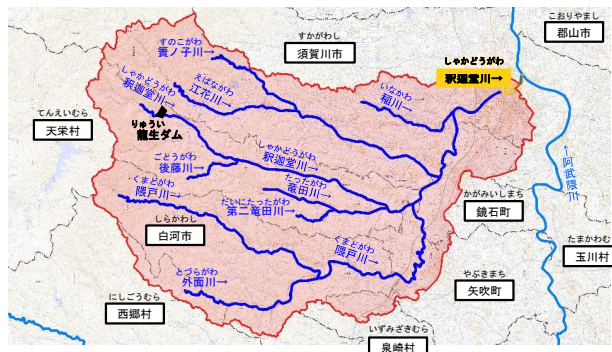 こおりやまし
郡山市
すかがわし
須賀川市
すのこがわ
簀ノ子川→
しゃかどうがわ
釈迦堂川→
えばながわ
江花川→
しゃかどうがわ
釈迦堂川→
いなかわ
稲川→
てんえいむら
天栄村
りゅうい
龍生ダム
しゃかどうがわ
釈迦堂川→
←阿武隈川
ごとうがわ
後藤川→
たったがわ
竜田川→
くまどがわ
隈戸川→
だいにたったがわ
第二竜田川→
かがみいしまち
鏡石町
しらかわし
白河市
くまどがわ
隈戸川→
たまかわむ
玉川村
とづらがわ
外面川→
やぶきまち
矢吹町
にしごうむら
西郷村
いずみざきむら
泉崎村